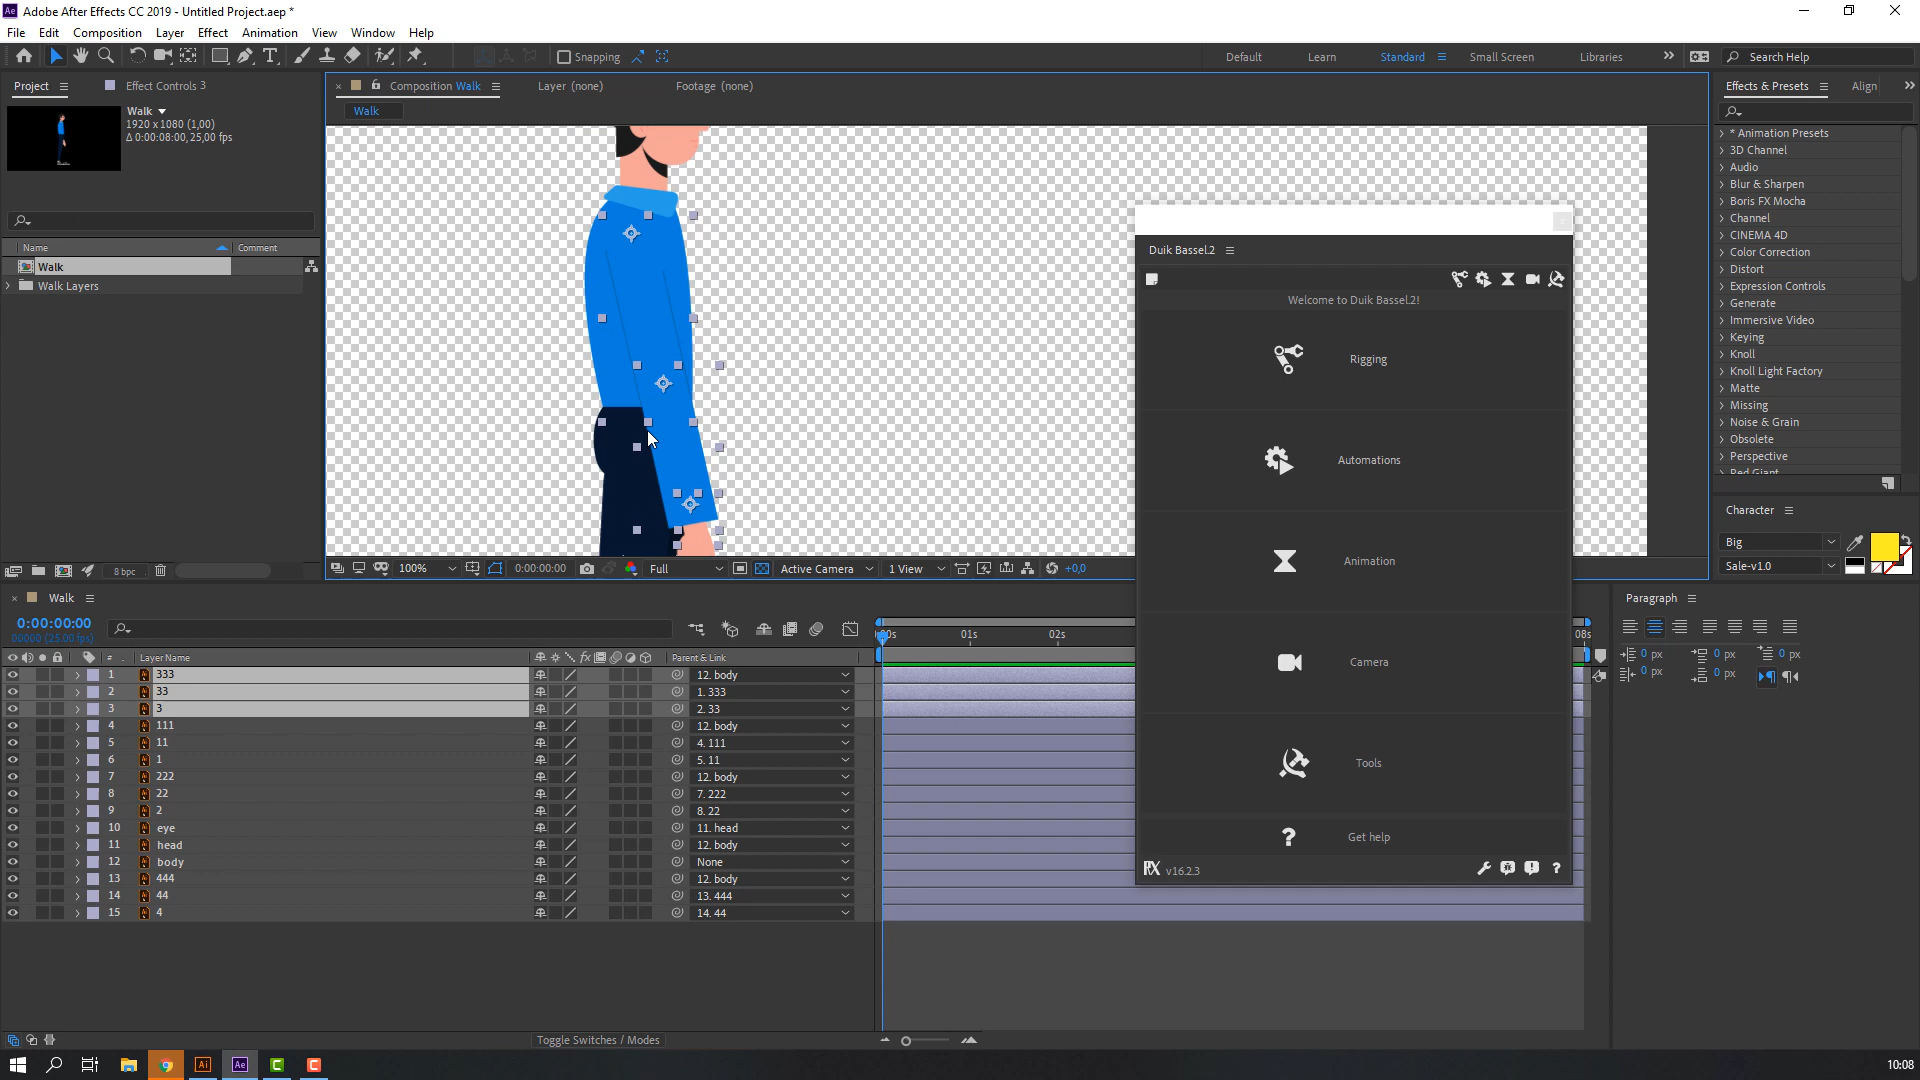 Ae Adobe After Effects CC 2019 - Untitled Project.aep *
File Edit Composition Layer Effect Animation View Window Help
Snapping
Default Learn Standard Small Screen Libraries
Search Help
Project
Effect Controls 3
Walk
1920 x 1080 (1,00)
Δ 0:00:08:00, 25,00 fps
Name Comment
Walk
Walk Layers
8 bpc
Composition Walk
Layer (none)
Footage (none)
Walk
100%
0:00:00:00
Full
Active Camera
1 View
+0,0
Duik Bassel.2
Welcome to Duik Bassel.2!
Rigging
Automations
Animation
Camera
Tools
? Get help
v16.2.3
?
Effects & Presets
Align
* Animation Presets
3D Channel
Audio
Blur & Sharpen
Boris FX Mocha
Channel
CINEMA 4D
Color Correction
Distort
Expression Controls
Generate
Immersive Video
Keying
Knoll
Knoll Light Factory
Matte
Missing
Noise & Grain
Obsolete
Perspective
Red Giant
Character
Big
Sale-v1.0
Paragraph
0 px 0 px 0 px
0 px 0 px
Walk
0:00:00:00
00000 (25.00 fps)
01s 02s 08s
# Layer Name Parent & Link
1 333 12. body
2 33 1. 333
3 3 2. 33
4 111 12. body
5 11 4. 111
6 1 5. 11
7 222 12. body
8 22 7. 222
9 2 8. 22
10 eye 11. head
11 head 12. body
12 body None
13 444 12. body
14 44 13. 444
15 4 14. 44
Toggle Switches / Modes
Ai Ae C C
10:08